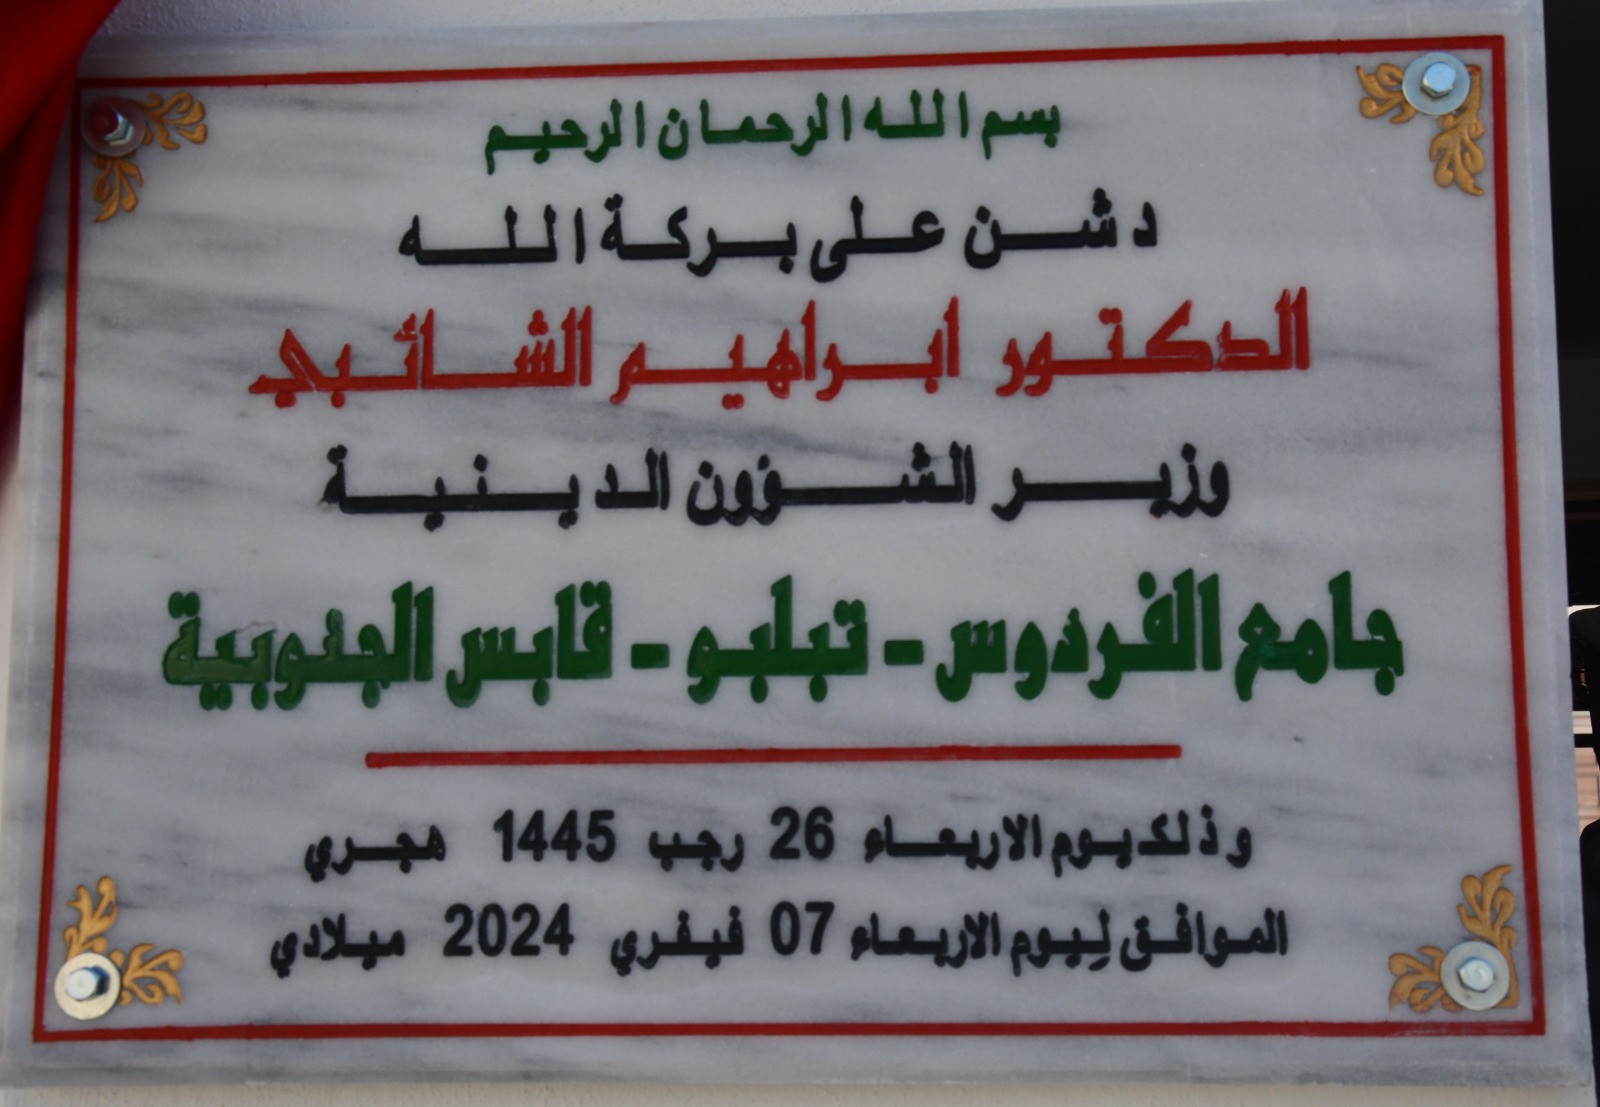 بسم الله الرحمان الرحيم
دشن على بركة الله
الدكتور ابراهيم الشائبي
وزير الشؤون الدينية
جامع الفردوس - تبلبو - قابس الجنوبية
وذلك يوم الاربعاء 26 رجب 1445 هجري
الموافق ليوم الاربعاء 07 فيفري 2024 ميلادي